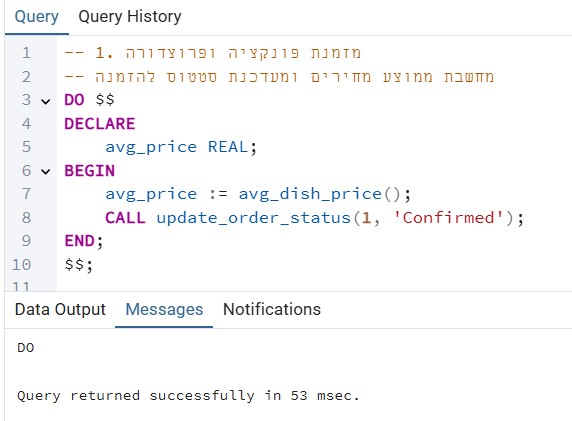 Query Query History
1 -- 1. מזמנת פונקציה ופרוצדורה
2 -- מחשבת ממוצע מחירים ומעדכנת סטטוס להזמנה
3 DO $$
4 DECLARE
5 avg_price REAL;
6 BEGIN
7 avg_price := avg_dish_price();
8 CALL update_order_status(1, 'Confirmed');
9 END;
10 $$;
11
Data Output Messages Notifications
DO
Query returned successfully in 53 msec.